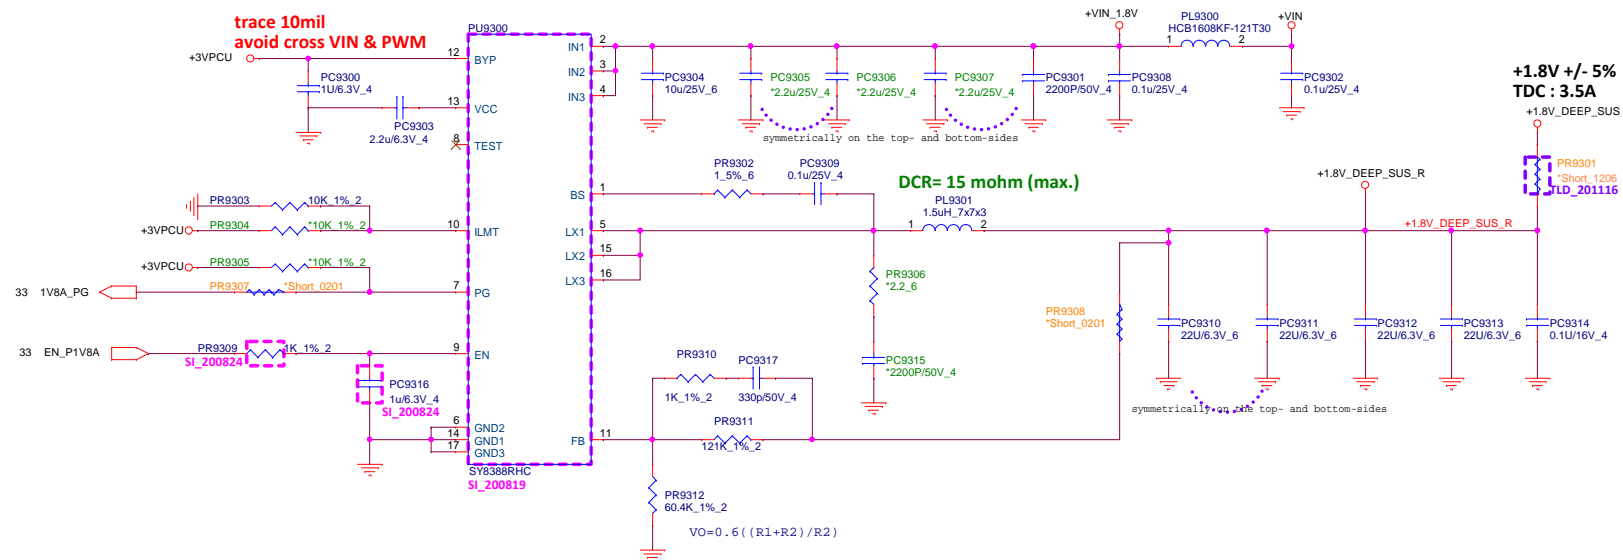 trace 10mil
avoid cross VIN & PWM
+3VPCU
PC9300
1U/6.3V_4
PC9303
2.2u/6.3V_4
PU9300
12
BYP
13
VCC
8
TEST
10
ILMT
7
PG
9
EN
6
GND2
14
GND1
17
GND3
IN1
2
IN2
3
IN3
4
BS
1
LX1
5
LX2
15
LX3
16
FB
11
SY8388RHC
SI_200819
PR9303
10K_1%_2
+3VPCU
PR9304
*10K_1%_2
+3VPCU
PR9305
*10K_1%_2
33
1V8A_PG
PR9307
*Short_0201
33
EN_P1V8A
PR9309
1K_1%_2
SI_200824
PC9316
1u/6.3V_4
SI_200824
PC9304
10u/25V_6
PC9305
*2.2u/25V_4
PC9306
*2.2u/25V_4
PC9307
*2.2u/25V_4
PC9301
2200P/50V_4
PC9308
0.1u/25V_4
symmetrically on the top- and bottom-sides
+VIN_1.8V
PL9300
HCB1608KF-121T30
1
2
+VIN
PC9302
0.1u/25V_4
+1.8V +/- 5%
TDC : 3.5A
+1.8V_DEEP_SUS
PR9301
*Short_1206
TLD_201116
PR9302
1_5%_6
PC9309
0.1u/25V_4
DCR= 15 mohm (max.)
PL9301
1.5uH_7x7x3
1
2
+1.8V_DEEP_SUS_R
+1.8V_DEEP_SUS_R
PR9306
*2.2_6
PC9315
*2200P/50V_4
PR9308
*Short_0201
PC9310
22U/6.3V_6
PC9311
22U/6.3V_6
PC9312
22U/6.3V_6
PC9313
22U/6.3V_6
PC9314
0.1U/16V_4
symmetrically on the top- and bottom-sides
PR9310
1K_1%_2
PC9317
330p/50V_4
PR9311
121K_1%_2
PR9312
60.4K_1%_2
VO=0.6((R1+R2)/R2)